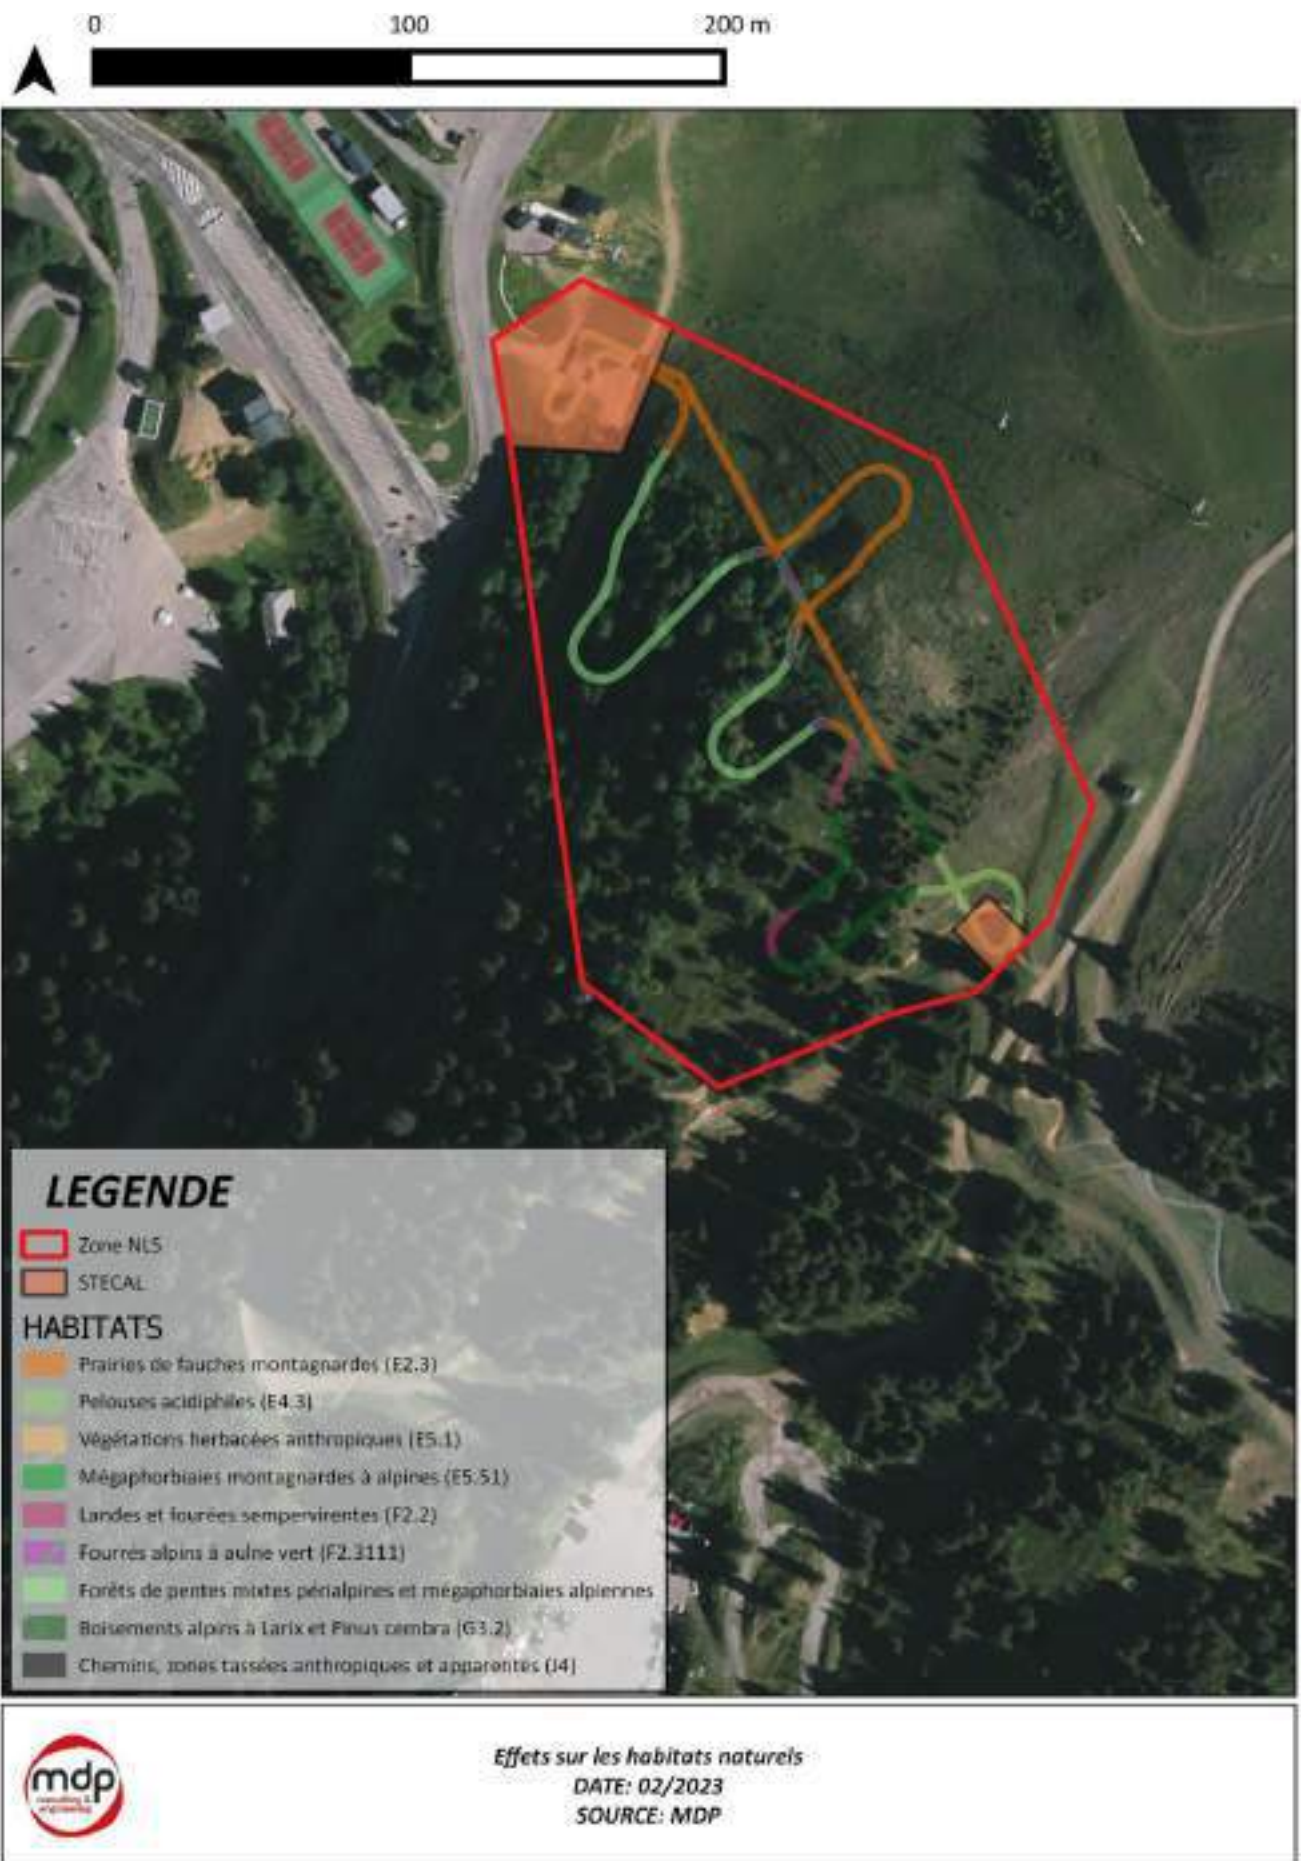 0 100 200 m
LEGENDE
Zone NLS
STECAL
HABITATS
Prairies de fauches montagnardes (E2.3)
Pelouses acidiphiles (E4.3)
Végétations herbacées anthropiques (E5.1)
Mégaphorbiaies montagnardes à alpines (E5.51)
Landes et fourées sempervirentes (F2.2)
Fourrés alpins à aulne vert (F2.3111)
Forêts de pentes mixtes périalpines et mégaphorbiaies alpiennes
Boisements alpins à Larix et Pinus cembra (G3.2)
Chemins, zones tassées anthropiques et apparentés (J4)
mdp
consulting &
engineering
Effets sur les habitats naturels
DATE: 02/2023
SOURCE: MDP